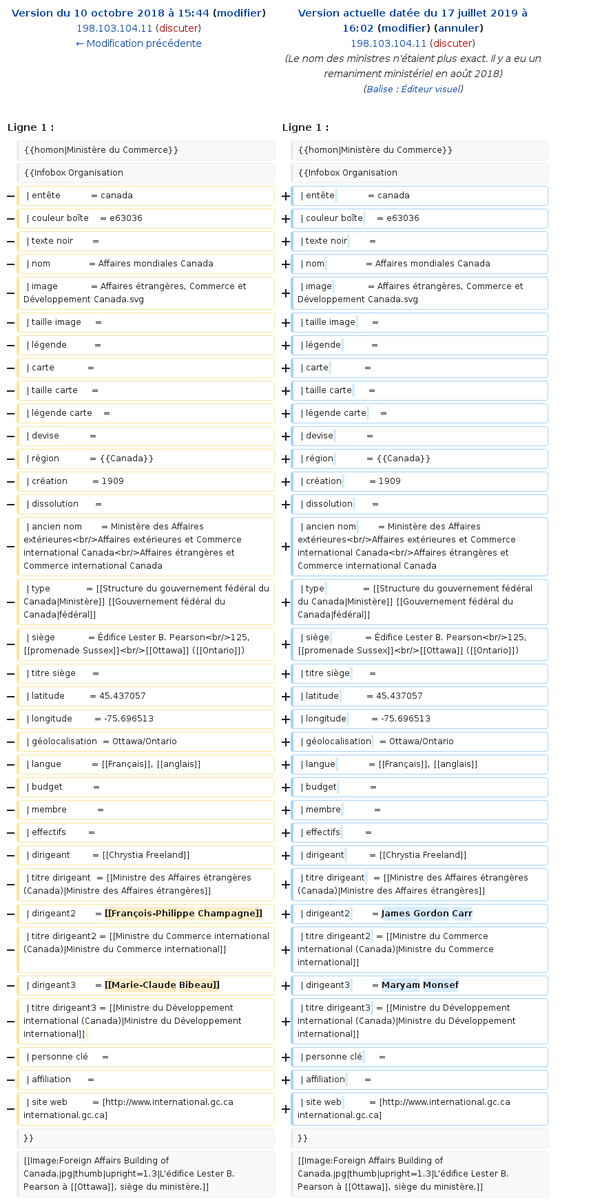 Version du 10 octobre 2018 à 15:44 (modifier)
198.103.104.11 (discuter)
← Modification précédente
Version actuelle datée du 17 juillet 2019 à
16:02 (modifier) (annuler)
198.103.104.11 (discuter)
(Le nom des ministres n'étaient plus exact. Il y a eu un
remaniment ministériel en août 2018)
(Balise : Éditeur visuel)
Ligne 1 :
Ligne 1 :
{{homon|Ministère du Commerce}}
{{homon|Ministère du Commerce}}
{{Infobox Organisation
{{Infobox Organisation
− | entête = canada
+ | entête = canada
− | couleur boîte = e63036
+ | couleur boîte = e63036
− | texte noir =
+ | texte noir =
− | nom = Affaires mondiales Canada
+ | nom = Affaires mondiales Canada
− | image = Affaires étrangères, Commerce et
Développement Canada.svg
+ | image = Affaires étrangères, Commerce et
Développement Canada.svg
− | taille image =
+ | taille image =
− | légende =
+ | légende =
− | carte =
+ | carte =
− | taille carte =
+ | taille carte =
− | légende carte =
+ | légende carte =
− | devise =
+ | devise =
− | région = {{Canada}}
+ | région = {{Canada}}
− | création = 1909
+ | création = 1909
− | dissolution =
+ | dissolution =
− | ancien nom = Ministère des Affaires
extérieures<br/>Affaires extérieures et Commerce
international Canada<br/>Affaires étrangères et
Commerce international Canada
+ | ancien nom = Ministère des Affaires
extérieures<br/>Affaires extérieures et Commerce
international Canada<br/>Affaires étrangères et
Commerce international Canada
− | type = [[Structure du gouvernement fédéral du
Canada|Ministère]] [[Gouvernement fédéral du
Canada|fédéral]]
+ | type = [[Structure du gouvernement fédéral
du Canada|Ministère]] [[Gouvernement fédéral du
Canada|fédéral]]
− | siège = Édifice Lester B. Pearson<br/>125,
[[promenade Sussex]]<br/>[[Ottawa]] ([[Ontario]])
+ | siège = Édifice Lester B. Pearson<br/>125,
[[promenade Sussex]]<br/>[[Ottawa]] ([[Ontario]])
− | titre siège =
+ | titre siège =
− | latitude = 45.437057
+ | latitude = 45.437057
− | longitude = -75.696513
+ | longitude = -75.696513
− | géolocalisation = Ottawa/Ontario
+ | géolocalisation = Ottawa/Ontario
− | langue = [[Français]], [[anglais]]
+ | langue = [[Français]], [[anglais]]
− | budget =
+ | budget =
− | membre =
+ | membre =
− | effectifs =
+ | effectifs =
− | dirigeant = [[Chrystia Freeland]]
+ | dirigeant = [[Chrystia Freeland]]
− | titre dirigeant = [[Ministre des Affaires étrangères
(Canada)|Ministre des Affaires étrangères]]
+ | titre dirigeant = [[Ministre des Affaires étrangères
(Canada)|Ministre des Affaires étrangères]]
− | dirigeant2 = [[François-Philippe Champagne]]
+ | dirigeant2 = James Gordon Carr
− | titre dirigeant2 = [[Ministre du Commerce international
(Canada)|Ministre du Commerce international]]
+ | titre dirigeant2 = [[Ministre du Commerce
international (Canada)|Ministre du Commerce
international]]
− | dirigeant3 = [[Marie-Claude Bibeau]]
+ | dirigeant3 = Maryam Monsef
− | titre dirigeant3 = [[Ministre du Développement
international (Canada)|Ministre du Développement
international]]
+ | titre dirigeant3 = [[Ministre du Développement
international (Canada)|Ministre du Développement
international]]
− | personne clé =
+ | personne clé =
− | affiliation =
+ | affiliation =
− | site web = [http://www.international.gc.ca
international.gc.ca]
+ | site web = [http://www.international.gc.ca
international.gc.ca]
}}
}}
[[Image:Foreign Affairs Building of
Canada.jpg|thumb|upright=1.3|L'édifice Lester B.
Pearson à [[Ottawa]], siège du ministère.]]
[[Image:Foreign Affairs Building of
Canada.jpg|thumb|upright=1.3|L'édifice Lester B.
Pearson à [[Ottawa]], siège du ministère.]]